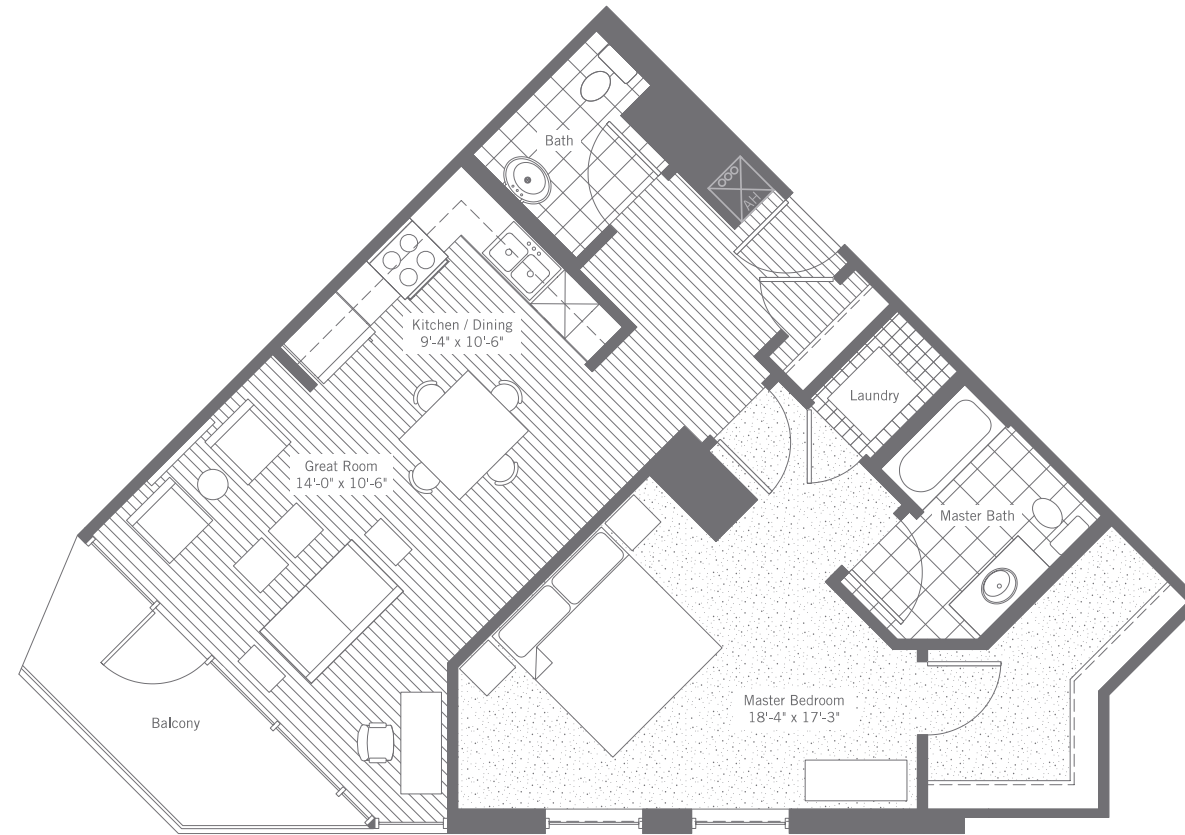 Bath
AH
Kitchen / Dining
9'-4" x 10'-6"
Laundry
Great Room
14'-0" x 10'-6"
Master Bath
Master Bedroom
18'-4" x 17'-3"
Balcony